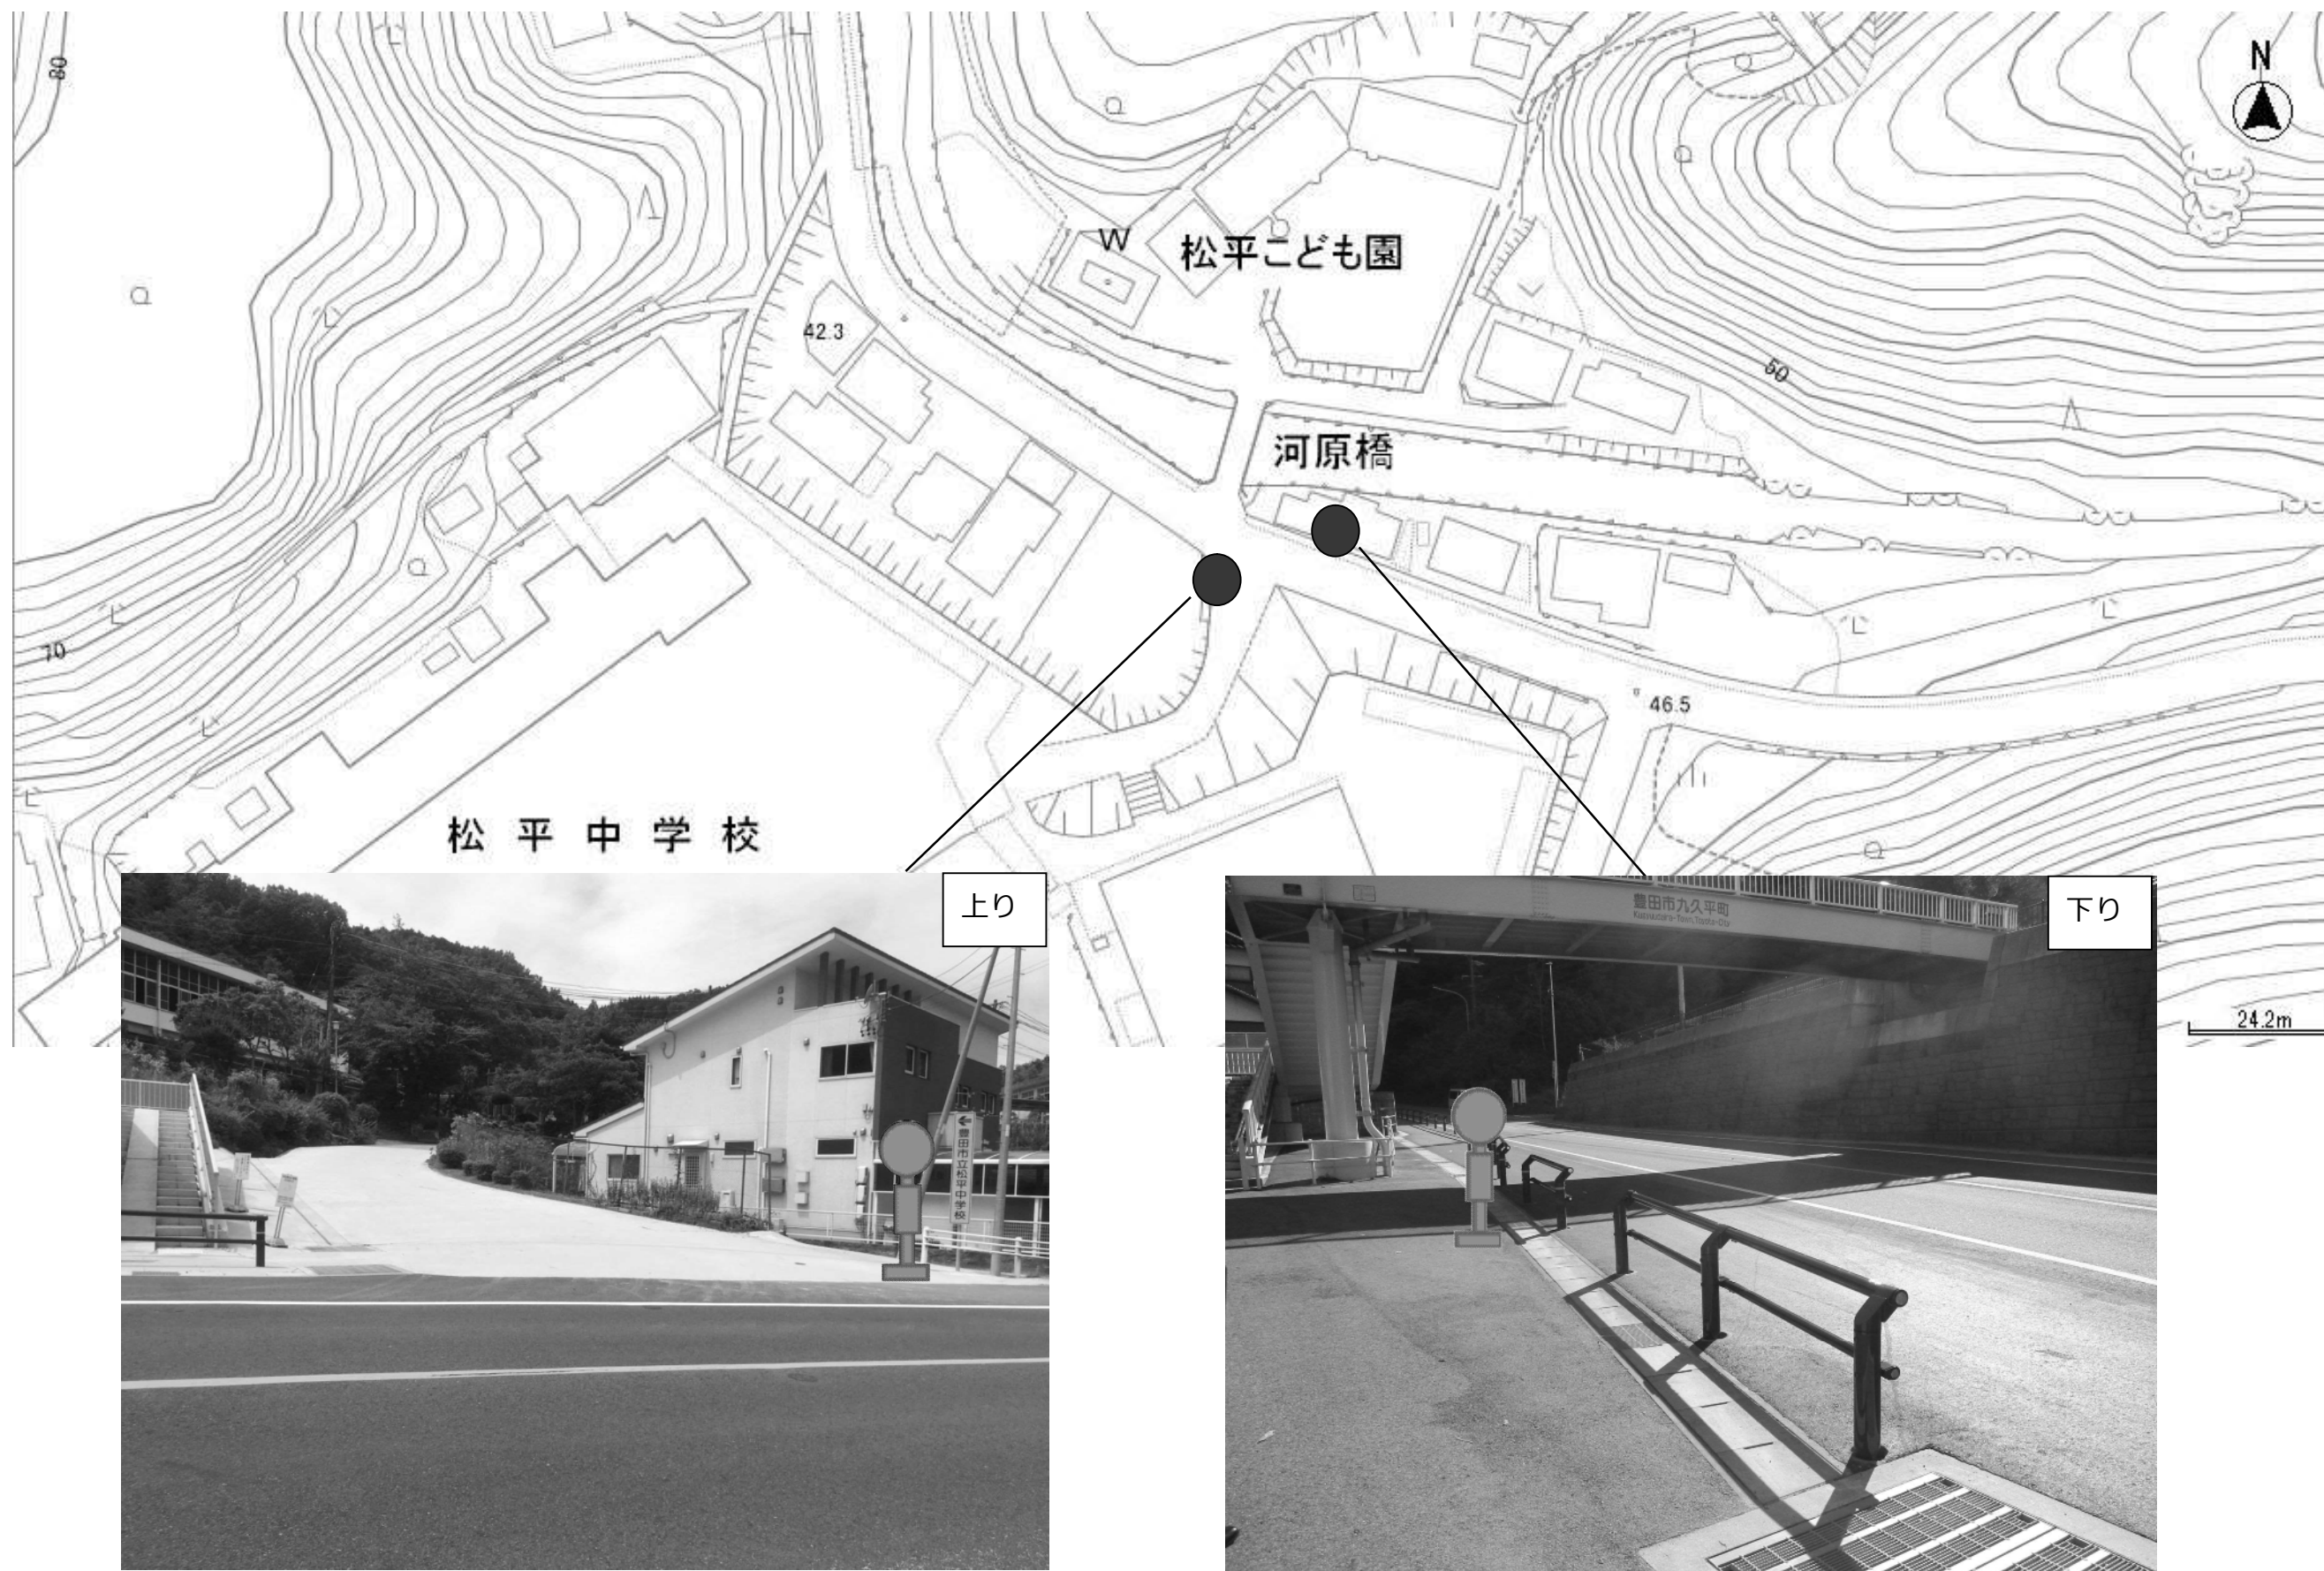 80
N
W
松平こども園
42.3
河原橋
50
70
46.5
松平中学校
24.2m
上り
豊田市立松平中学校
下り
豊田市九久平町